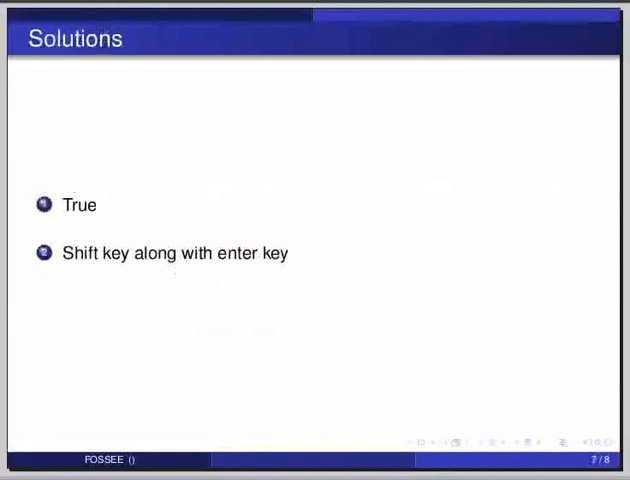 Solutions
1 True
2 Shift key along with enter key
FOSSEE ()
7 / 8